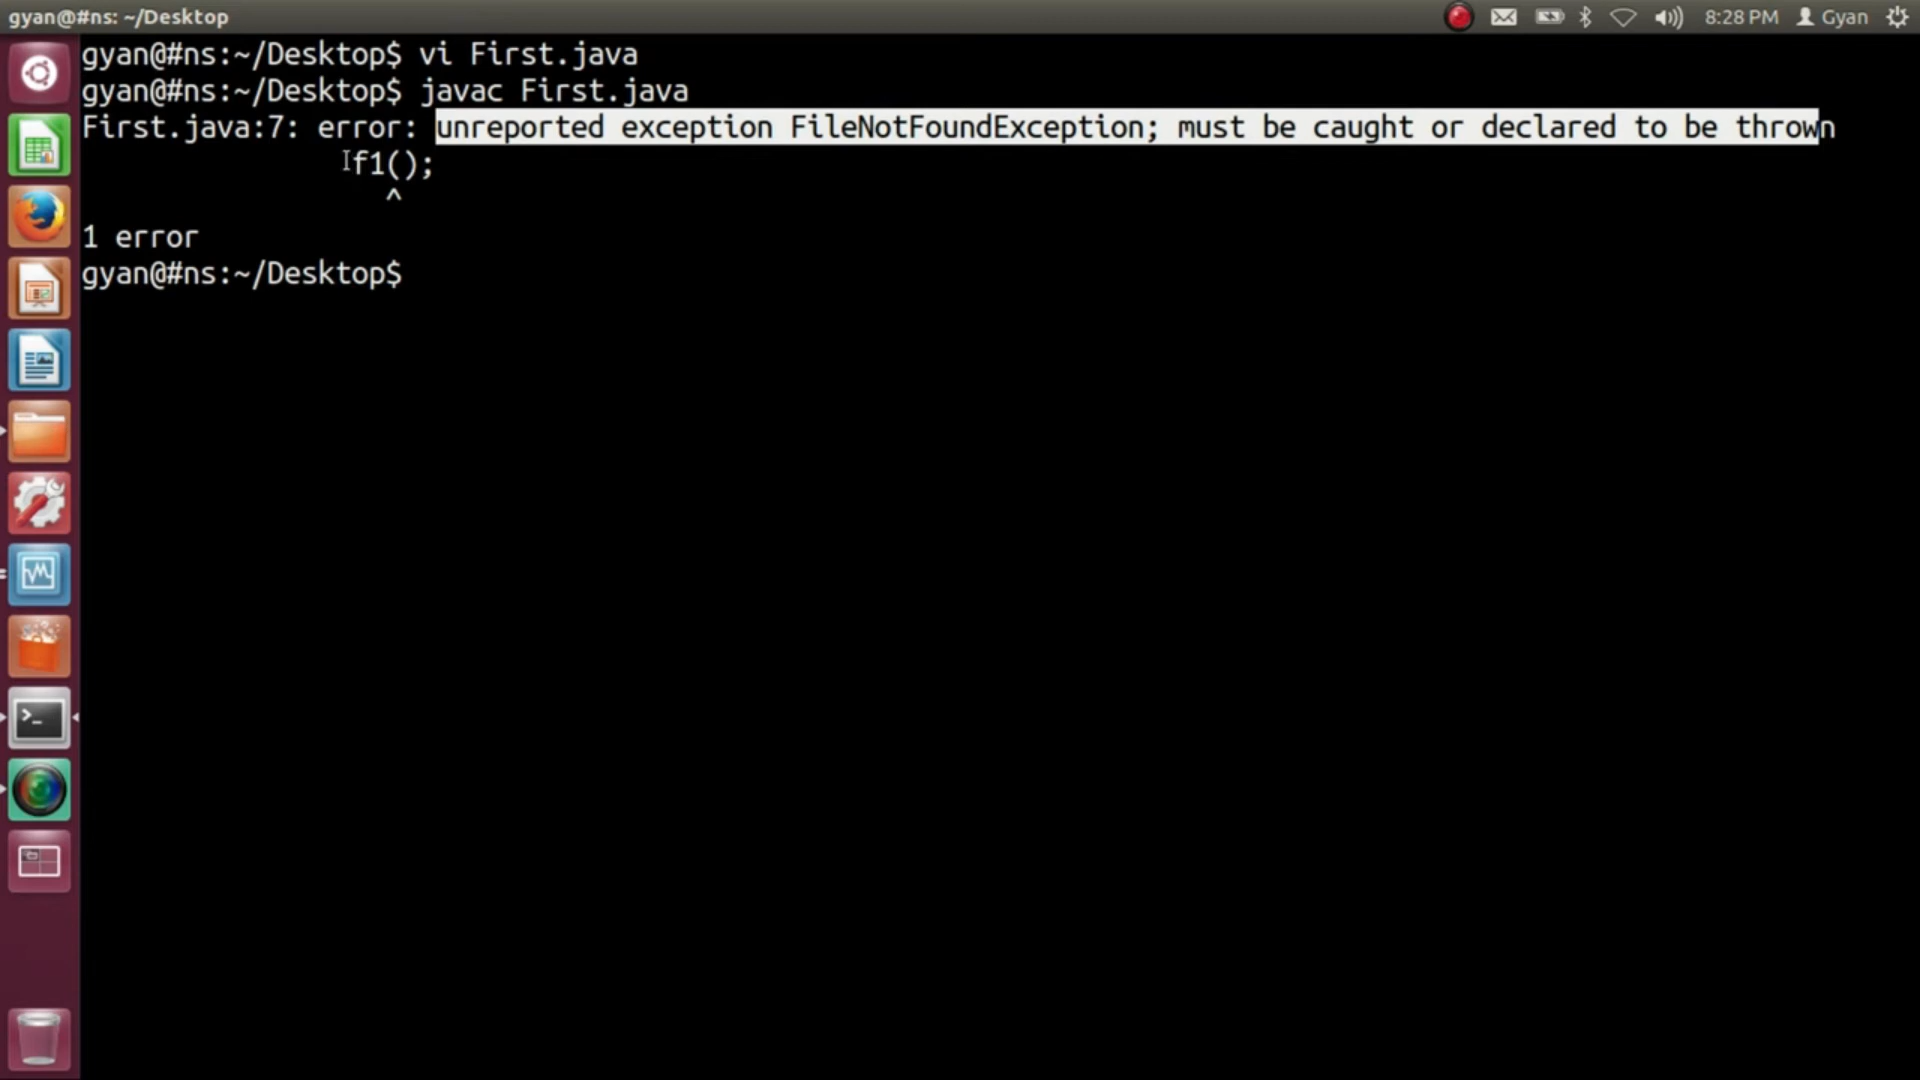 gyan@#ns: ~/Desktop
8:28 PM
Gyan
gyan@#ns:~/Desktop$ vi First.java
gyan@#ns:~/Desktop$ javac First.java
First.java:7: error: unreported exception FileNotFoundException; must be caught or declared to be thrown
f1();
^
1 error
gyan@#ns:~/Desktop$